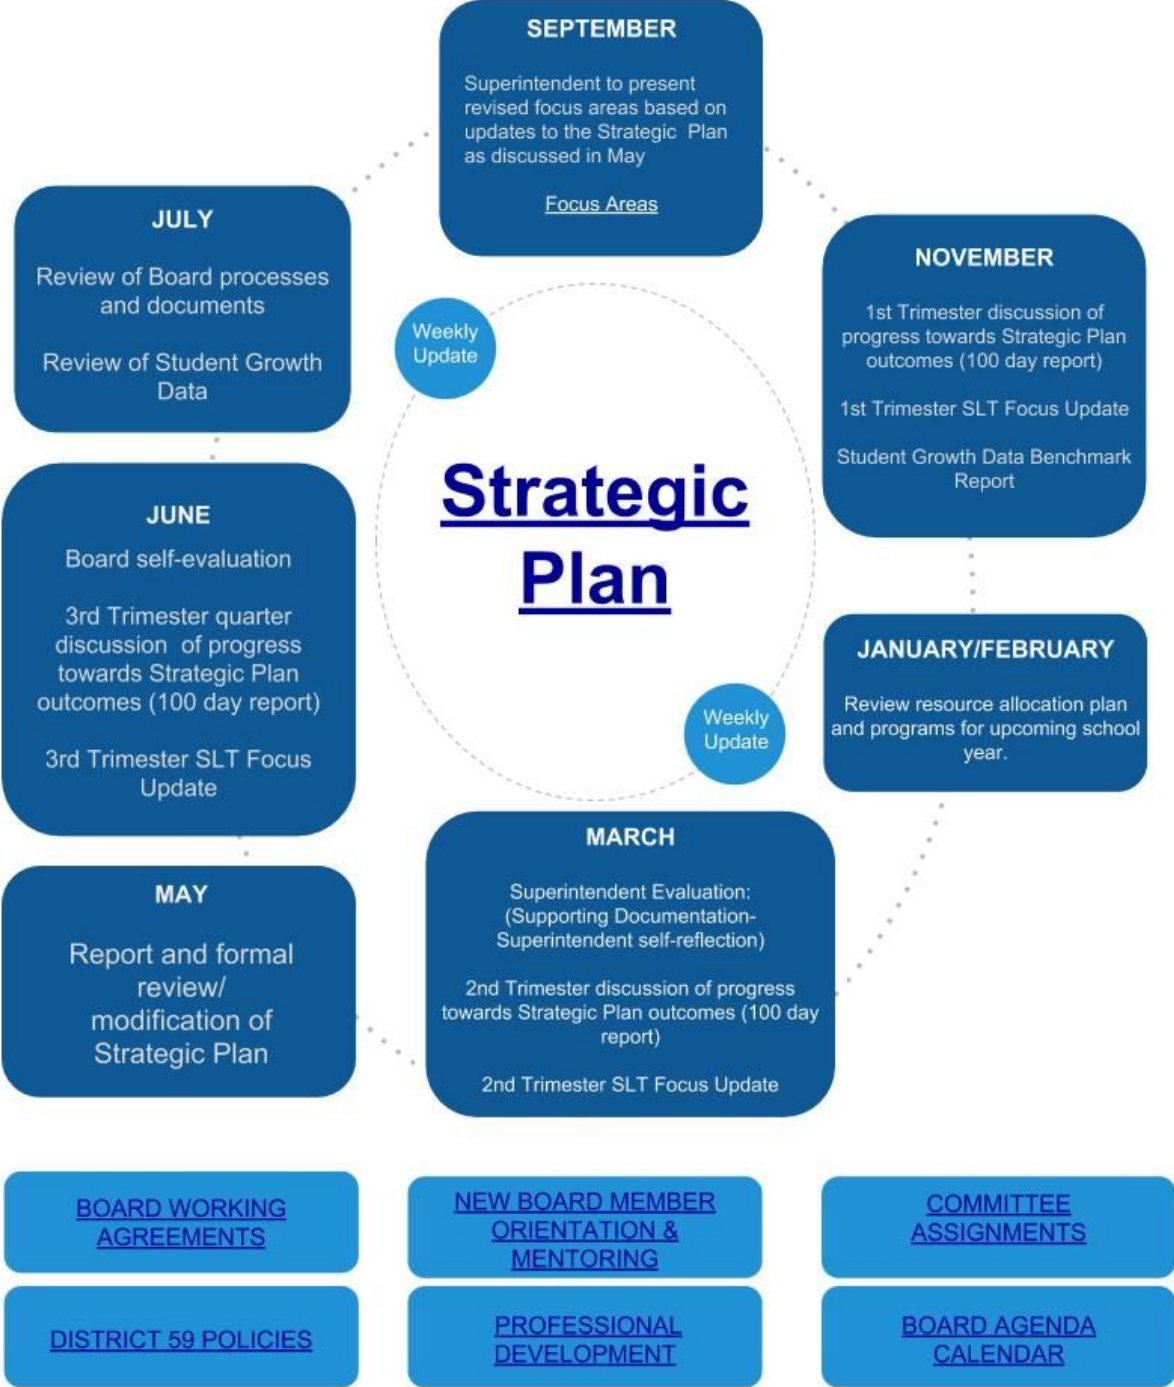 SEPTEMBER
Superintendent to present
revised focus areas based on
updates to the Strategic Plan
as discussed in May
Focus Areas
JULY
Review of Board processes
and documents
Review of Student Growth
Data
NOVEMBER
1st Trimester discussion of
progress towards Strategic Plan
outcomes (100 day report)
1st Trimester SLT Focus Update
Student Growth Data Benchmark
Report
Weekly
Update
Strategic
Plan
JUNE
Board self-evaluation
3rd Trimester quarter
discussion of progress
towards Strategic Plan
outcomes (100 day report)
3rd Trimester SLT Focus
Update
JANUARY/FEBRUARY
Review resource allocation plan
and programs for upcoming school
year.
Weekly
Update
MARCH
Superintendent Evaluation:
(Supporting Documentation-
Superintendent self-reflection)
2nd Trimester discussion of progress
towards Strategic Plan outcomes (100 day
report)
2nd Trimester SLT Focus Update
MAY
Report and formal
review/
modification of
Strategic Plan
BOARD WORKING
AGREEMENTS
NEW BOARD MEMBER
ORIENTATION &
MENTORING
COMMITTEE
ASSIGNMENTS
DISTRICT 59 POLICIES
PROFESSIONAL
DEVELOPMENT
BOARD AGENDA
CALENDAR